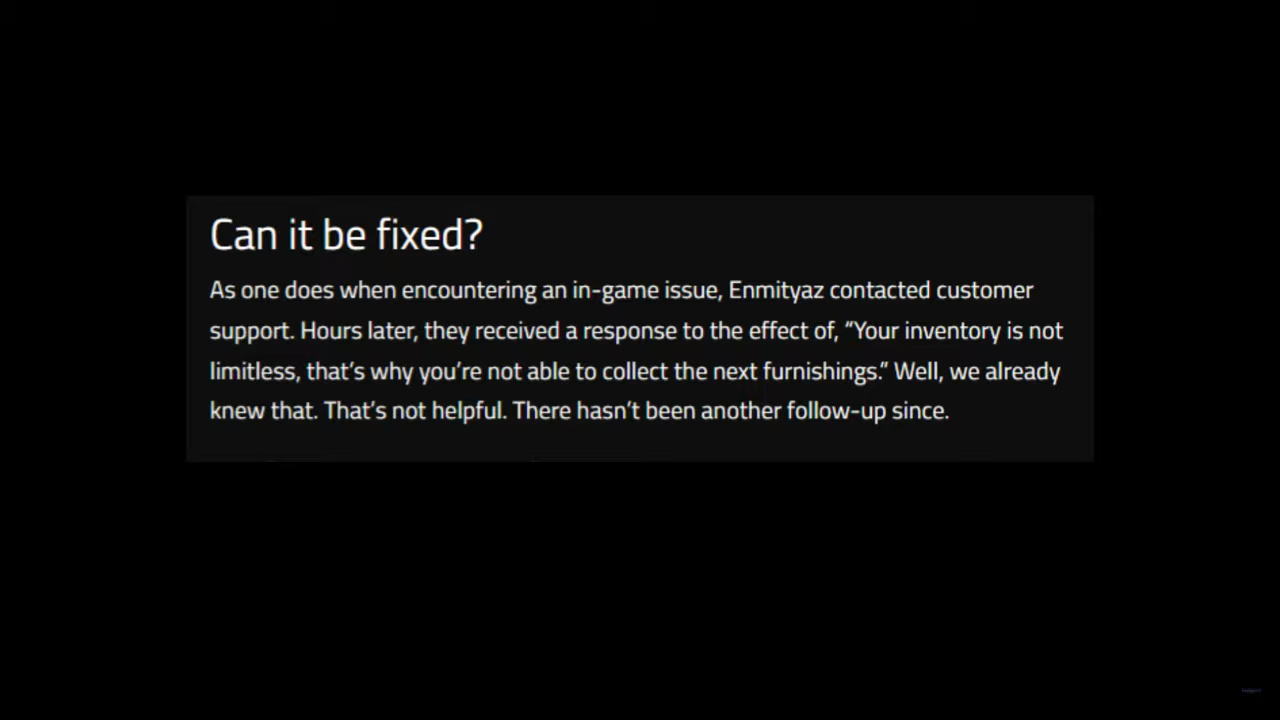 Can it be fixed?
As one does when encountering an in-game issue, Enmityaz contacted customer
support. Hours later, they received a response to the effect of, “Your inventory is not
limitless, that’s why you’re not able to collect the next furnishings.” Well, we already
knew that. That’s not helpful. There hasn’t been another follow-up since.